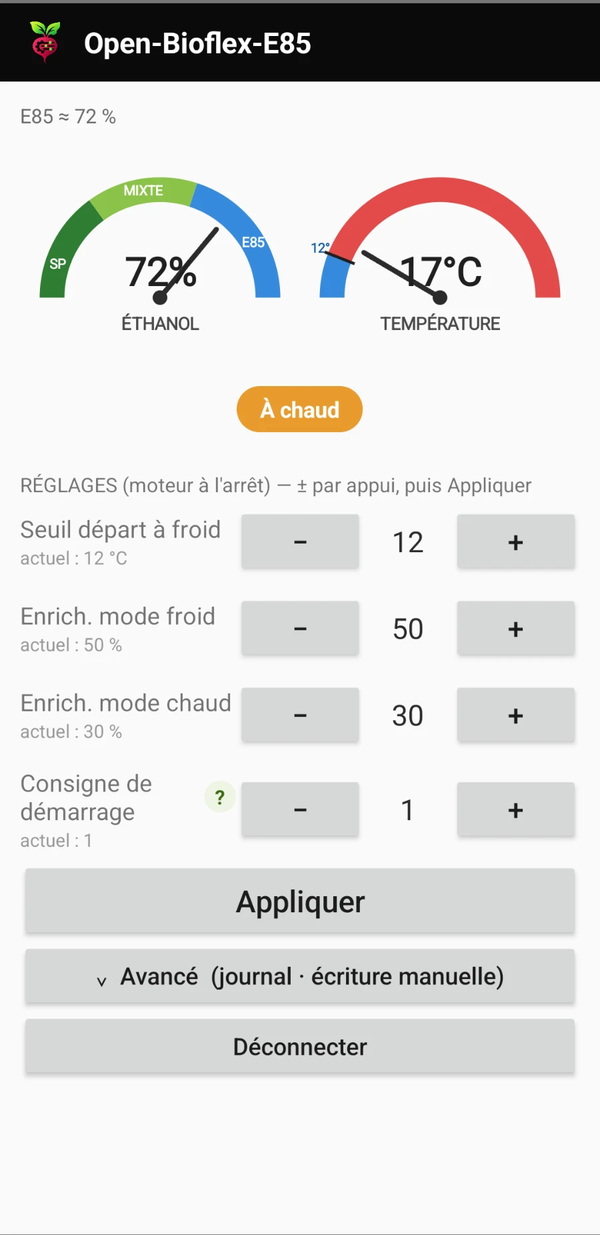 Open-Bioflex-E85
E85 ≈ 72 %
MIXTE
SP
E85
72%
ÉTHANOL
12°
17°C
TEMPÉRATURE
À chaud
RÉGLAGES (moteur à l'arrêt) — ± par appui, puis Appliquer
Seuil départ à froid
actuel : 12 °C
− 12 +
Enrich. mode froid
actuel : 50 %
− 50 +
Enrich. mode chaud
actuel : 30 %
− 30 +
Consigne de
démarrage
actuel : 1
? − 1 +
Appliquer
v Avancé (journal · écriture manuelle)
Déconnecter